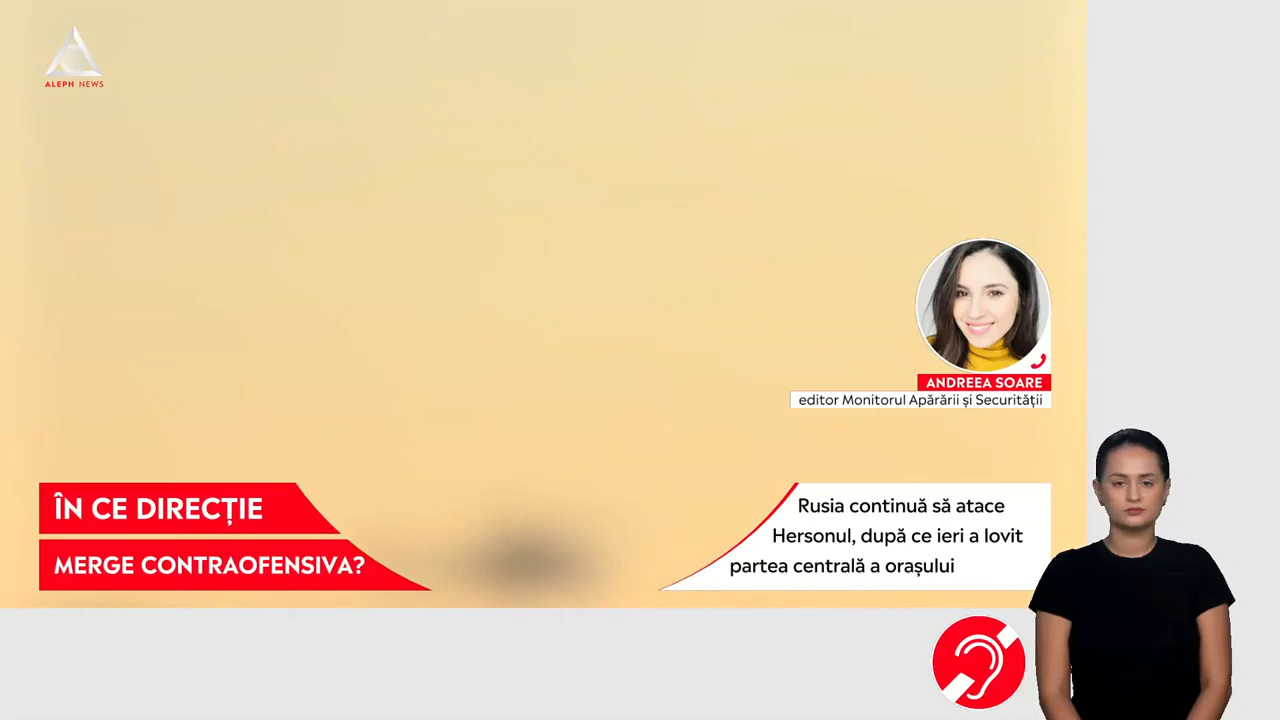 ALEPH NEWS
ANDREEA SOARE
editor Monitorul Apărării și Securității
ÎN CE DIRECȚIE
MERGE CONTRAOFENSIVA?
Rusia continuă să atace
Hersonul, după ce ieri a lovit
partea centrală a orașului